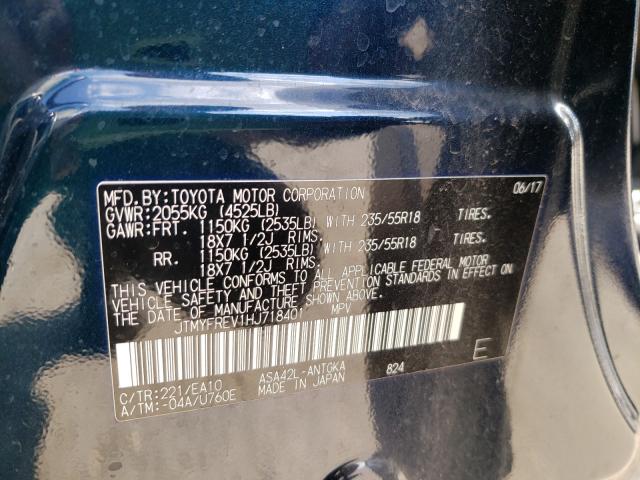 MFD.BY:TOYOTA MOTOR CORPORATION 06/17
GVWR:2055KG (4525LB)
GAWR:FRT. 1150KG (2535LB) WITH 235/55R18 TIRES.
18X7 1/2J RIMS.
RR. 1150KG (2535LB) WITH 235/55R18 TIRES.
18X7 1/2J RIMS.
THIS VEHICLE CONFORMS TO ALL APPLICABLE FEDERAL MOTOR
VEHICLE SAFETY AND THEFT PREVENTION STANDARDS IN EFFECT ON
THE DATE OF MANUFACTURE SHOWN ABOVE.
JTMYFREV1HJ718401 MPV
E
C/TR:221/EA10 ASA42L-ANTGKA 824
A/TM:-04A/U760E MADE IN JAPAN